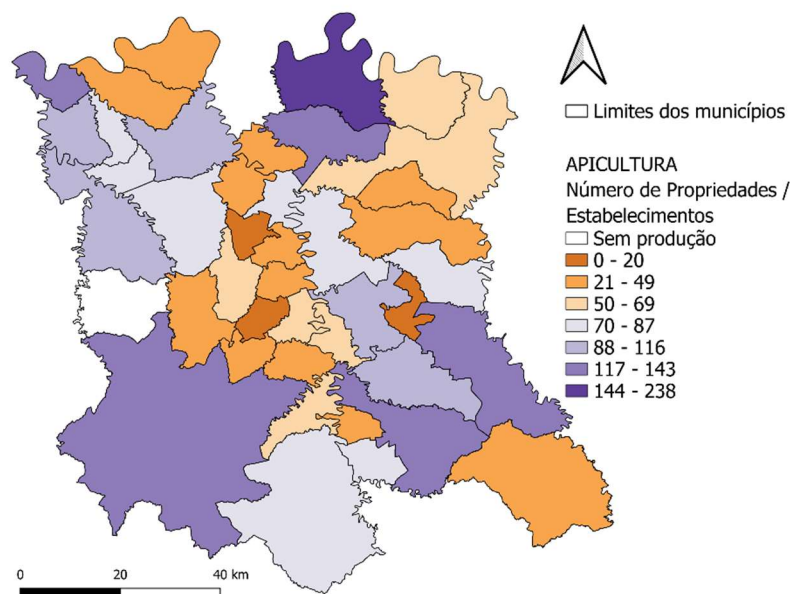 Limites dos municípios
APICULTURA
Número de Propriedades /
Estabelecimentos
Sem produção
0 - 20
21 - 49
50 - 69
70 - 87
88 - 116
117 - 143
144 - 238
0 20 40 km